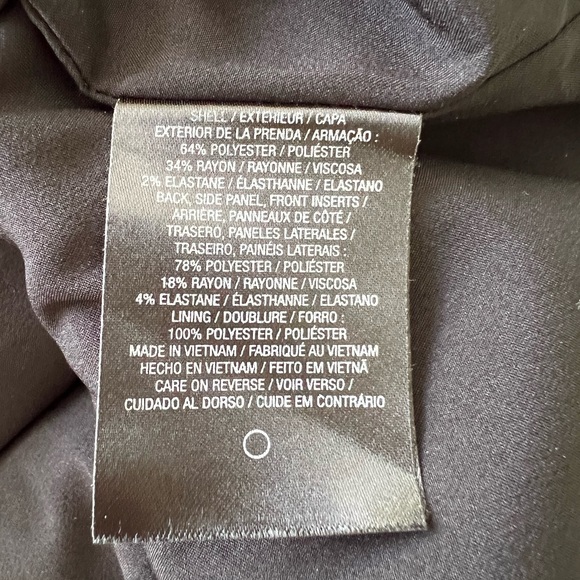 SHELL / EXTERIEUR / CAPA
EXTERIOR DE LA PRENDA / ARMAÇÃO :
64% POLYESTER / POLIÉSTER
34% RAYON / RAYONNE / VISCOSA
2% ELASTANE / ÉLASTHANNE / ELASTANO
BACK, SIDE PANEL, FRONT INSERTS /
ARRIÈRE, PANNEAUX DE CÔTÉ /
TRASERO, PANELES LATERALES /
TRASEIRO, PAINÉIS LATERAIS :
78% POLYESTER / POLIÉSTER
18% RAYON / RAYONNE / VISCOSA
4% ELASTANE / ÉLASTHANNE / ELASTANO
LINING / DOUBLURE / FORRO :
100% POLYESTER / POLIÉSTER
MADE IN VIETNAM / FABRIQUÉ AU VIETNAM
HECHO EN VIETNAM / FEITO EM VIETNÃ
CARE ON REVERSE / VOIR VERSO /
CUIDADO AL DORSO / CUIDE EM CONTRÁRIO